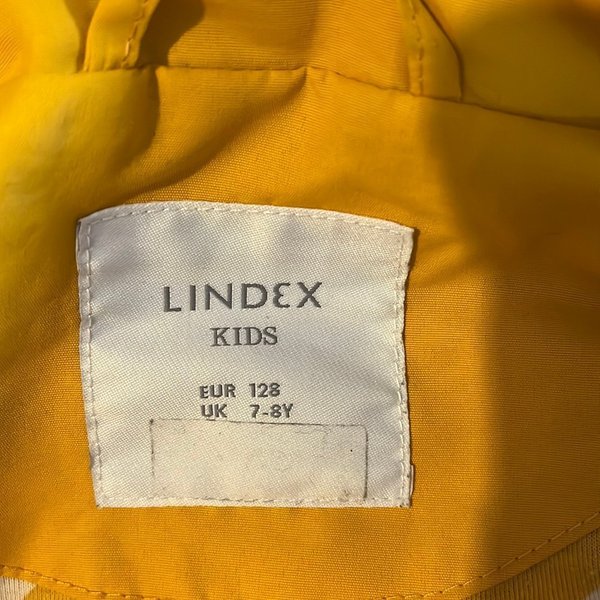 LINDEX
KIDS
EUR 128
UK 7-8Y